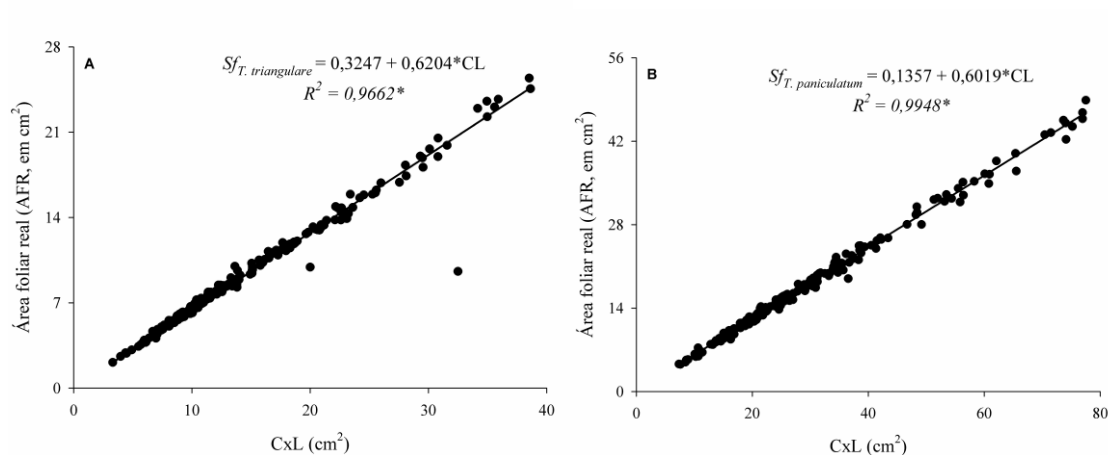 A
Sf T. triangulare = 0,3247 + 0,6204*CL
R² = 0,9662*
Área foliar real (AFR, em cm²)
28
21
14
7
0
0 10 20 30 40
CxL (cm²)
B
Sf T. paniculatum = 0,1357 + 0,6019*CL
R² = 0,9948*
Área foliar real (AFR, em cm²)
56
42
28
14
0
0 20 40 60 80
CxL (cm²)